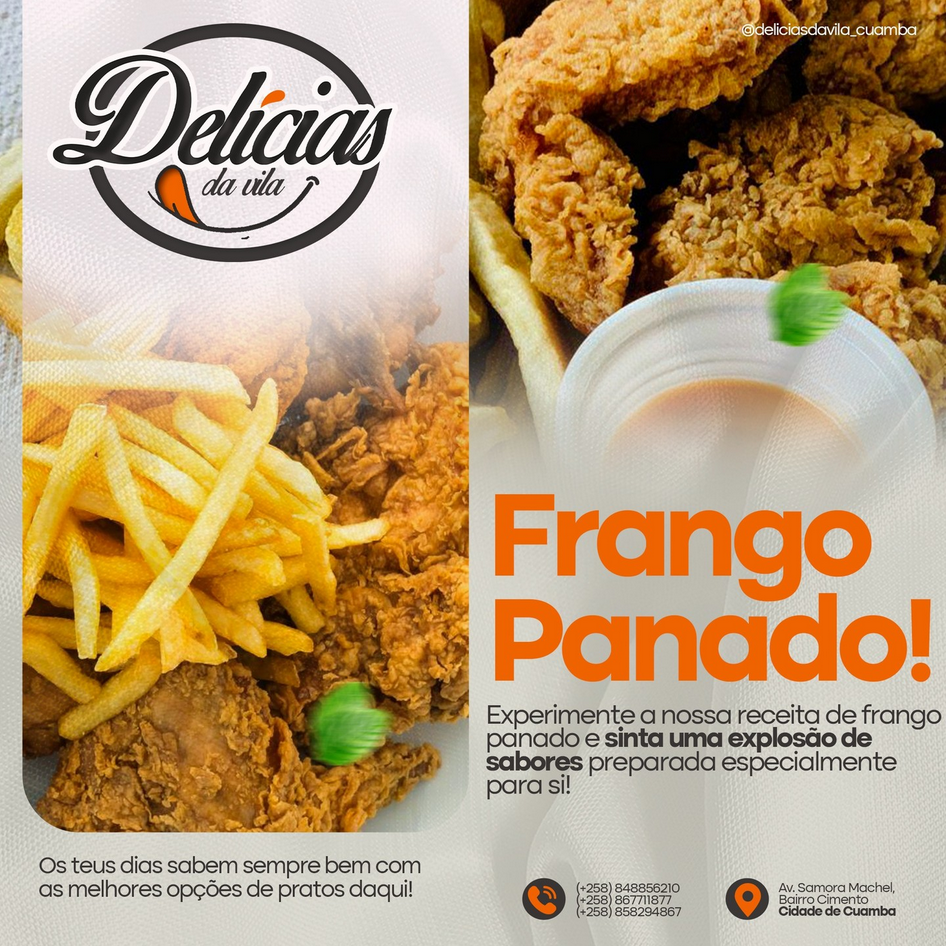 @deliciasdavila_cuamba
Delícias
da vila
Frango
Panado!
Experimente a nossa receita de frango
panado e sinta uma explosão de
sabores preparada especialmente
para si!
Os teus dias sabem sempre bem com
as melhores opções de pratos daqui!
(+258) 848856210
(+258) 867711877
(+258) 858294867
Av. Samora Machel,
Bairro Cimento
Cidade de Cuamba